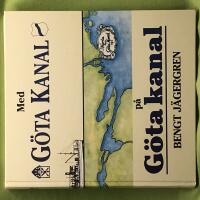 Med
GÖTA KANAL
på
Göta kanal
BENGT JÄGERGREN